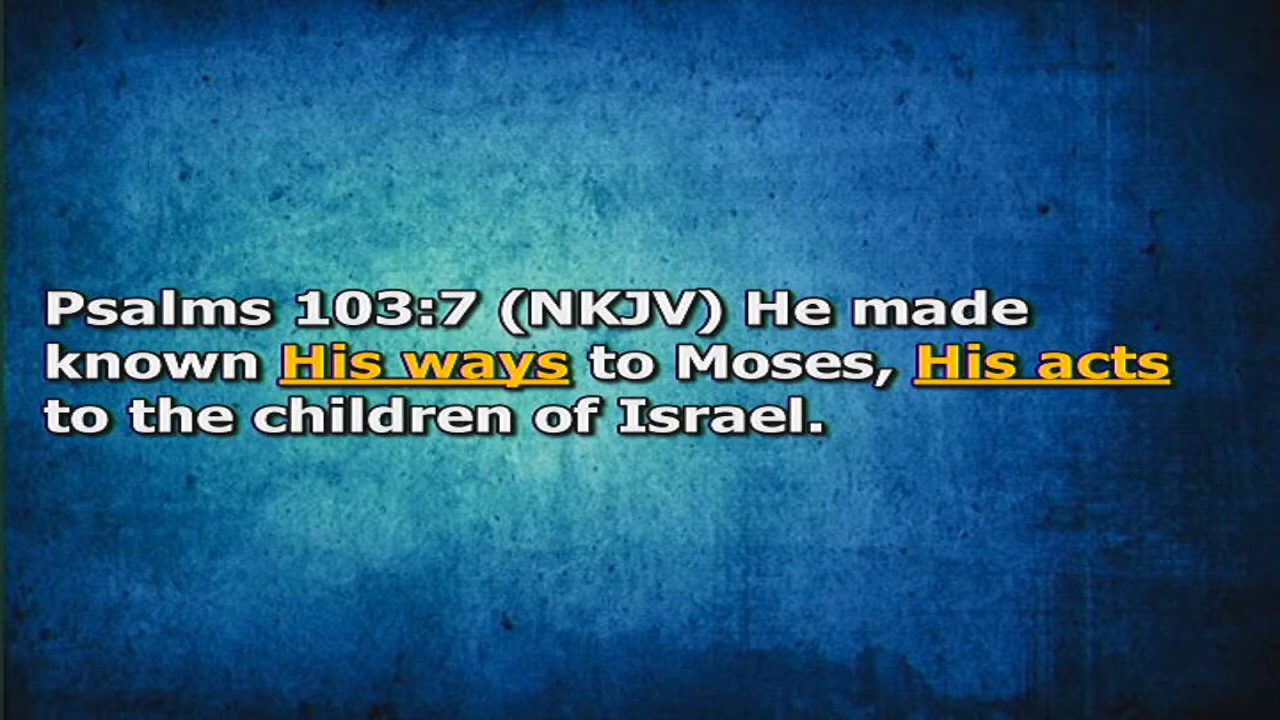 Psalms 103:7 (NKJV) He made
known His ways to Moses, His acts
to the children of Israel.